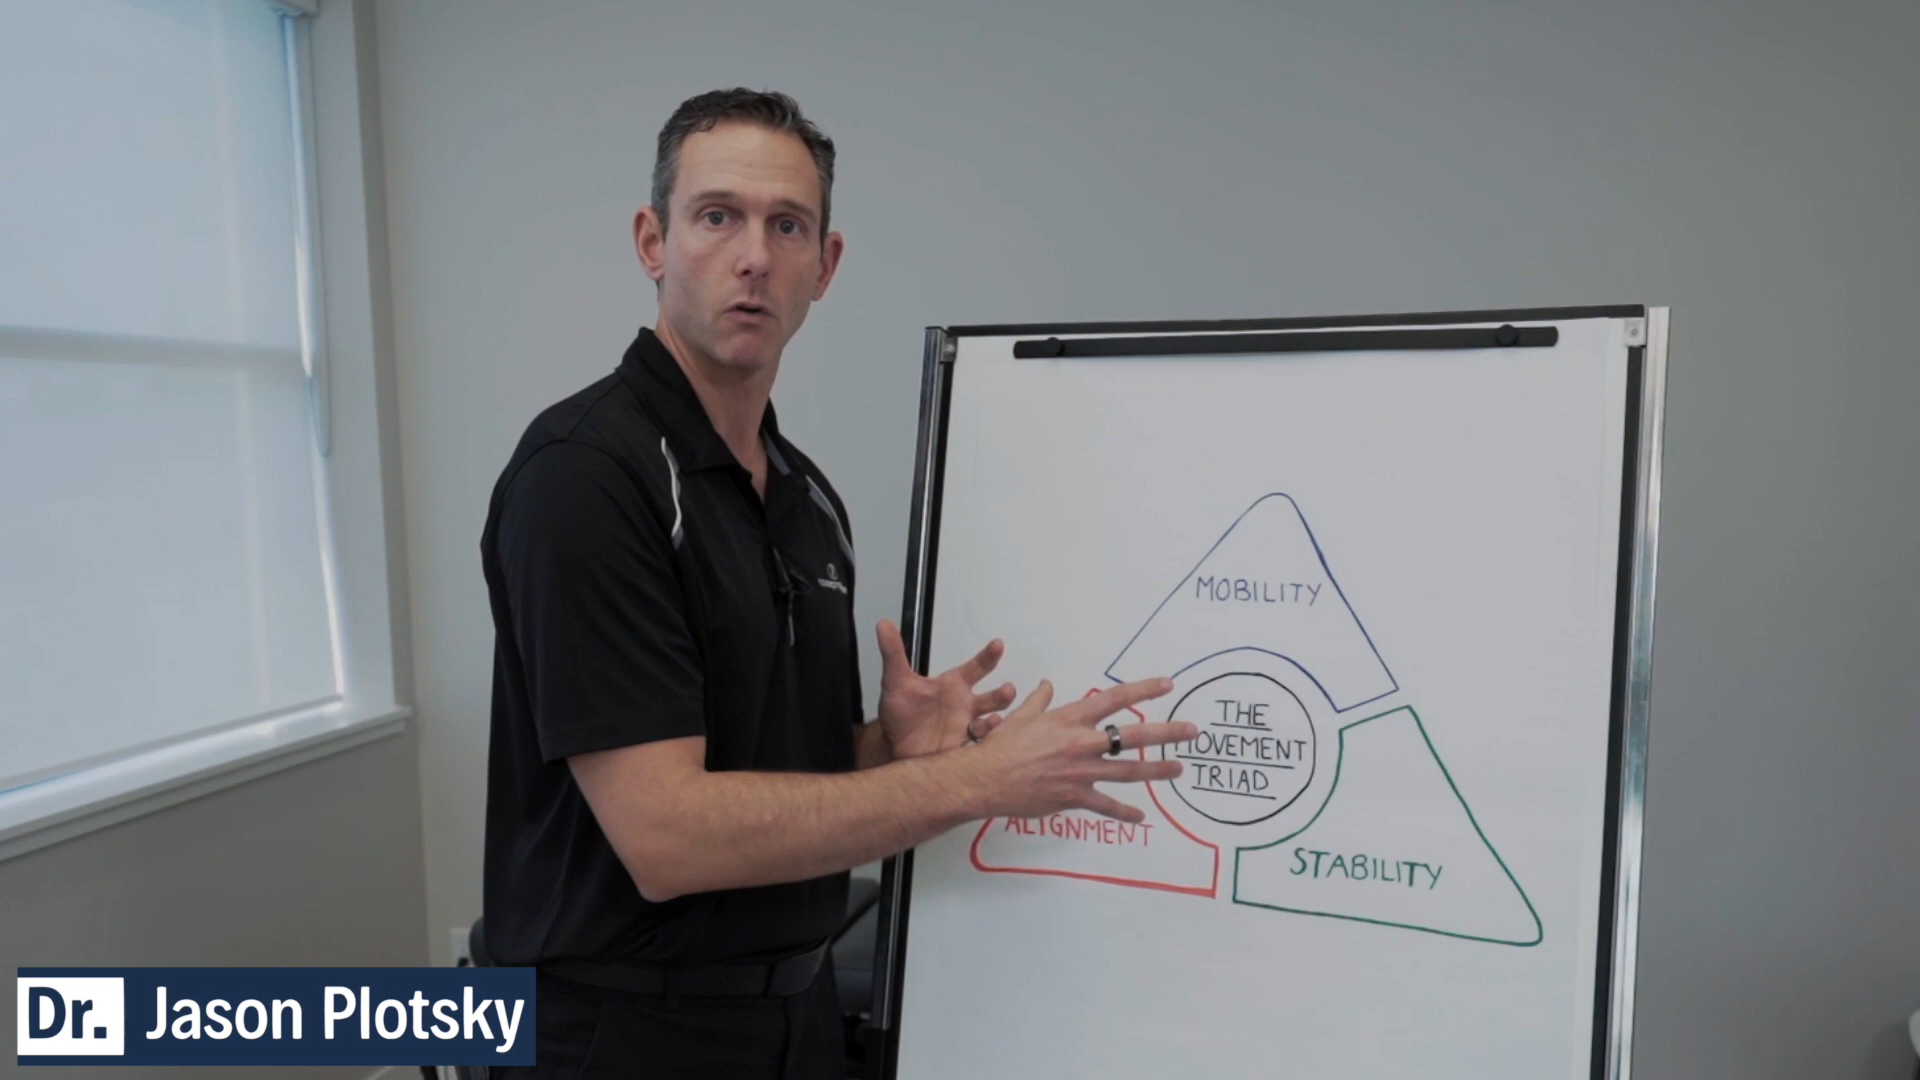 MOBILITY
THE
MOVEMENT
TRIAD
ALIGNMENT
STABILITY
Dr. Jason Plotsky